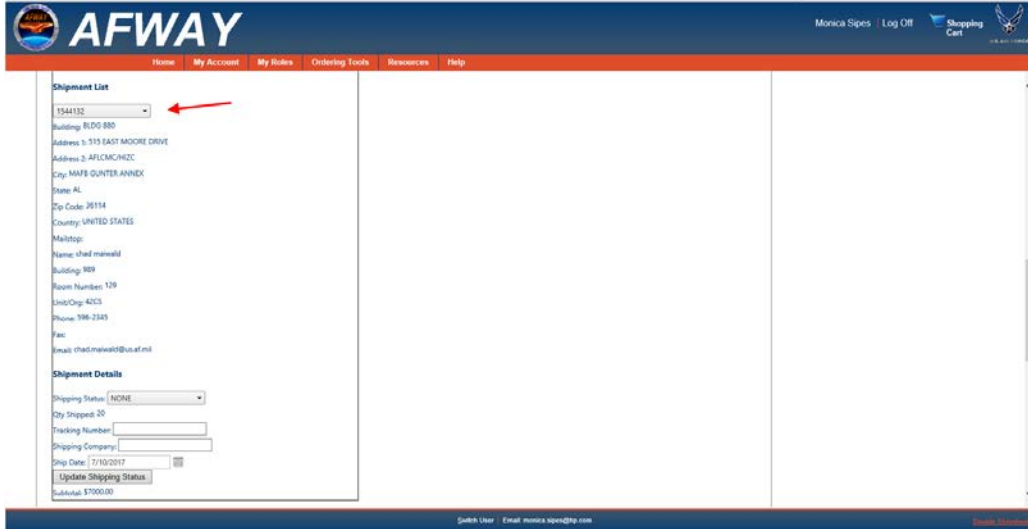 AFWAY
Monica Sipes | Log Off
Shopping Cart
Home My Account My Roles Ordering Tools Resources Help
Shipment List
1544132
Building: BLDG 880
Address 1: 515 EAST MOORE DRIVE
Address 2: AFLCMC/HIZC
City: MAFB GUNTER ANNEX
State: AL
Zip Code: 36114
Country: UNITED STATES
Mailstop:
Name: chad maiwald
Building: 989
Room Number: 129
Unit/Org: 42CS
Phone: 596-2345
Fax:
Email: chad.maiwald@us.af.mil
Shipment Details
Shipping Status: NONE
Qty Shipped: 20
Tracking Number:
Shipping Company:
Ship Date: 7/10/2017
Update Shipping Status
Subtotal: $7000.00
Switch User | Email: monica.sipes@hp.com